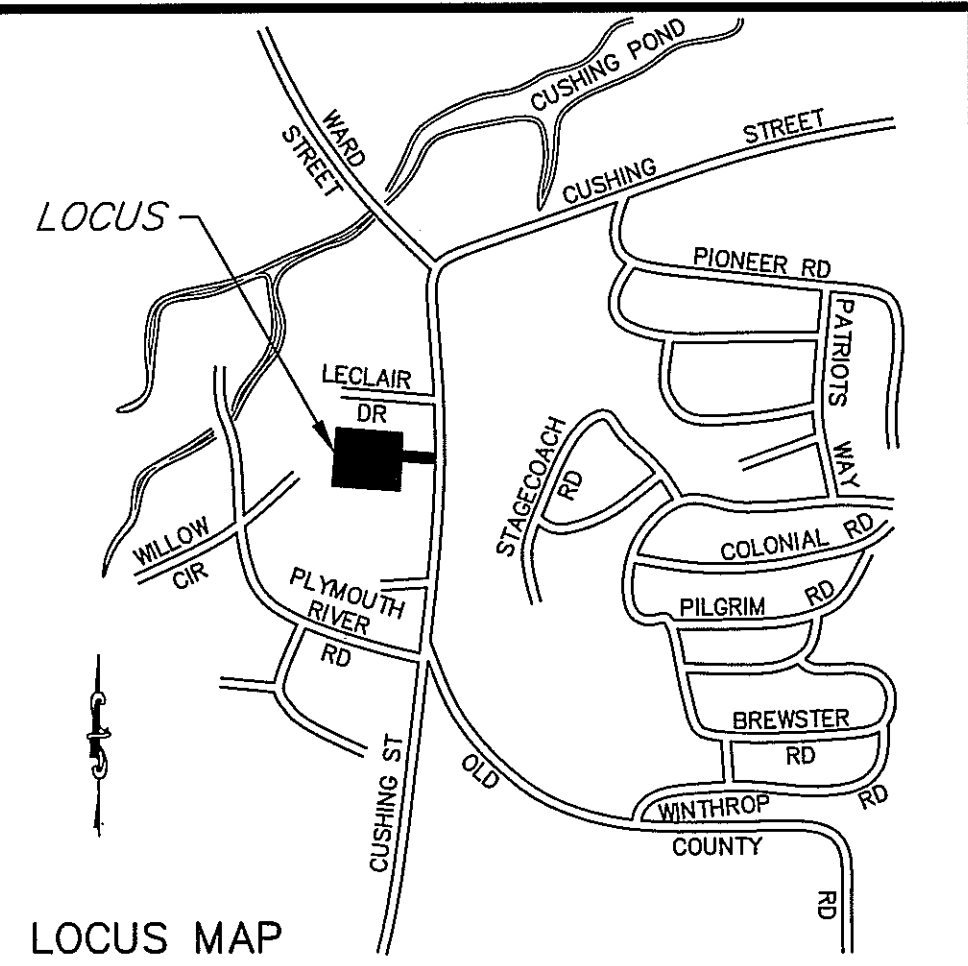 CUSHING POND
WARD
STREET
CUSHING
STREET
LOCUS
PIONEER RD
PATRIOTS
WAY
LECLAIR
DR
STAGECOACH
RD
WILLOW
CIR
COLONIAL RD
PLYMOUTH
RIVER
RD
PILGRIM
RD
BREWSTER
RD
CUSHING ST
OLD
WINTHROP
RD
COUNTY
RD
LOCUS MAP